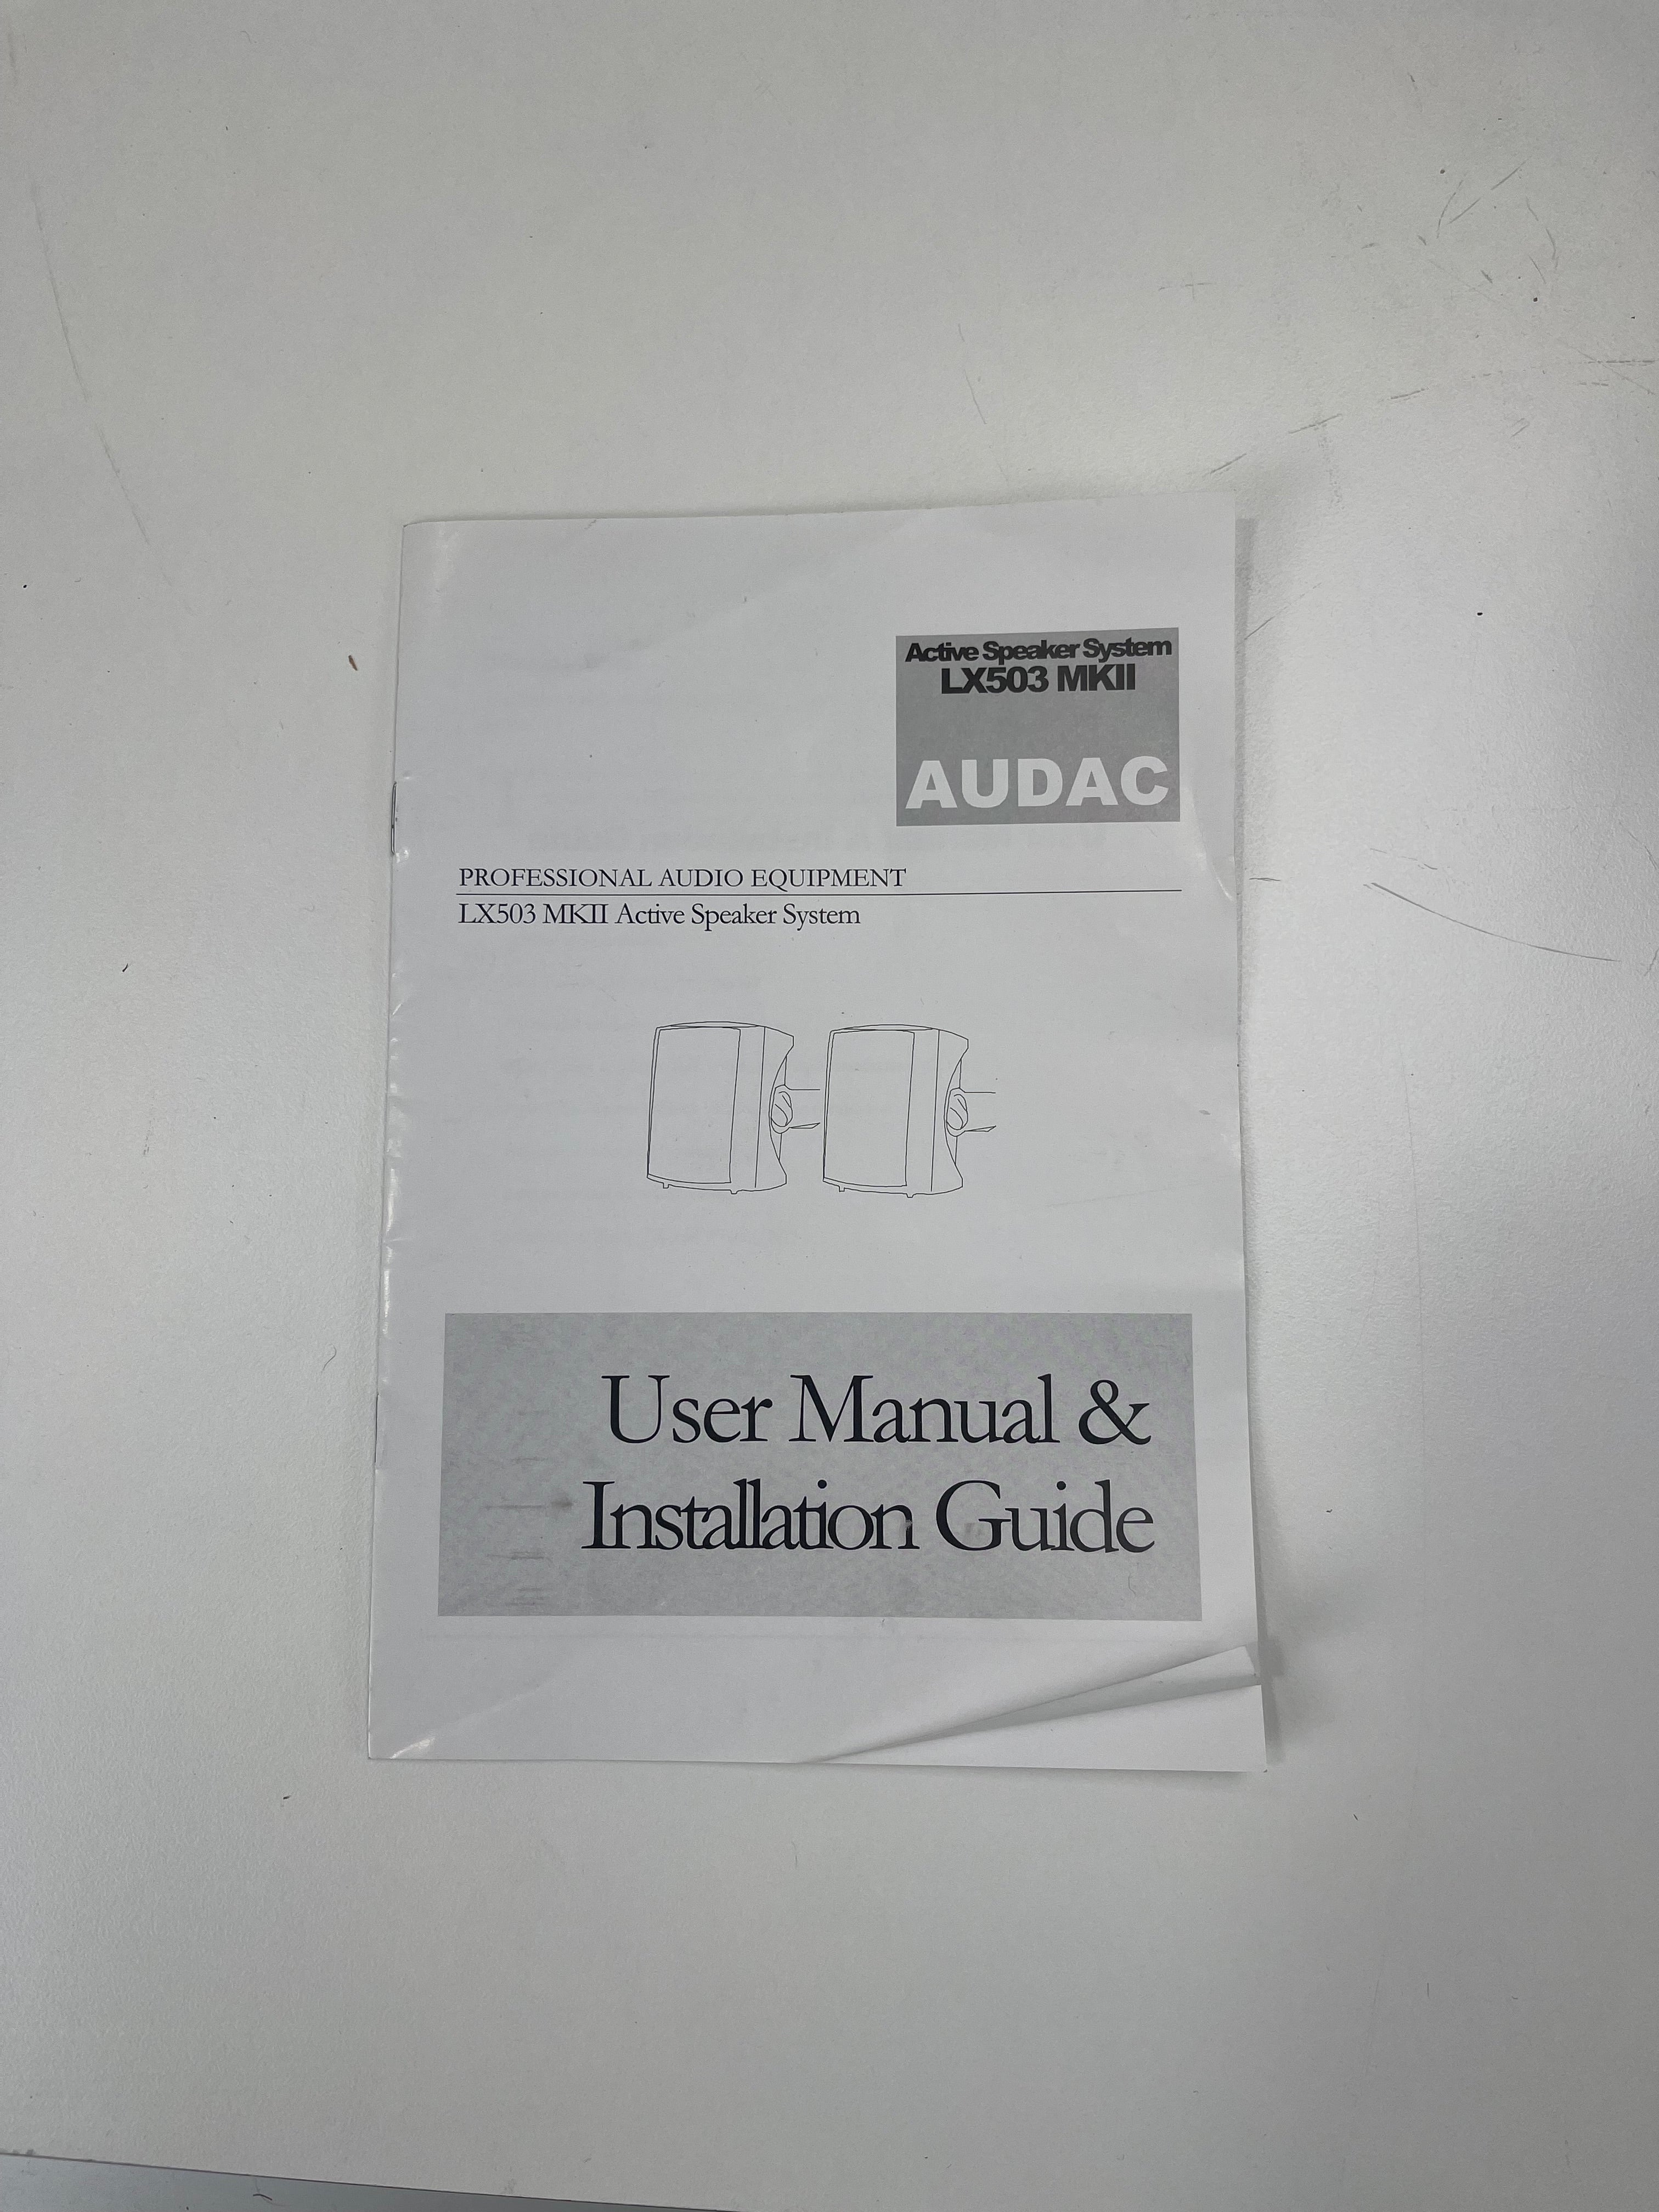 Active Speaker System
LX503 MKII
AUDAC
PROFESSIONAL AUDIO EQUIPMENT
LX503 MKII Active Speaker System
User Manual &
Installation Guide